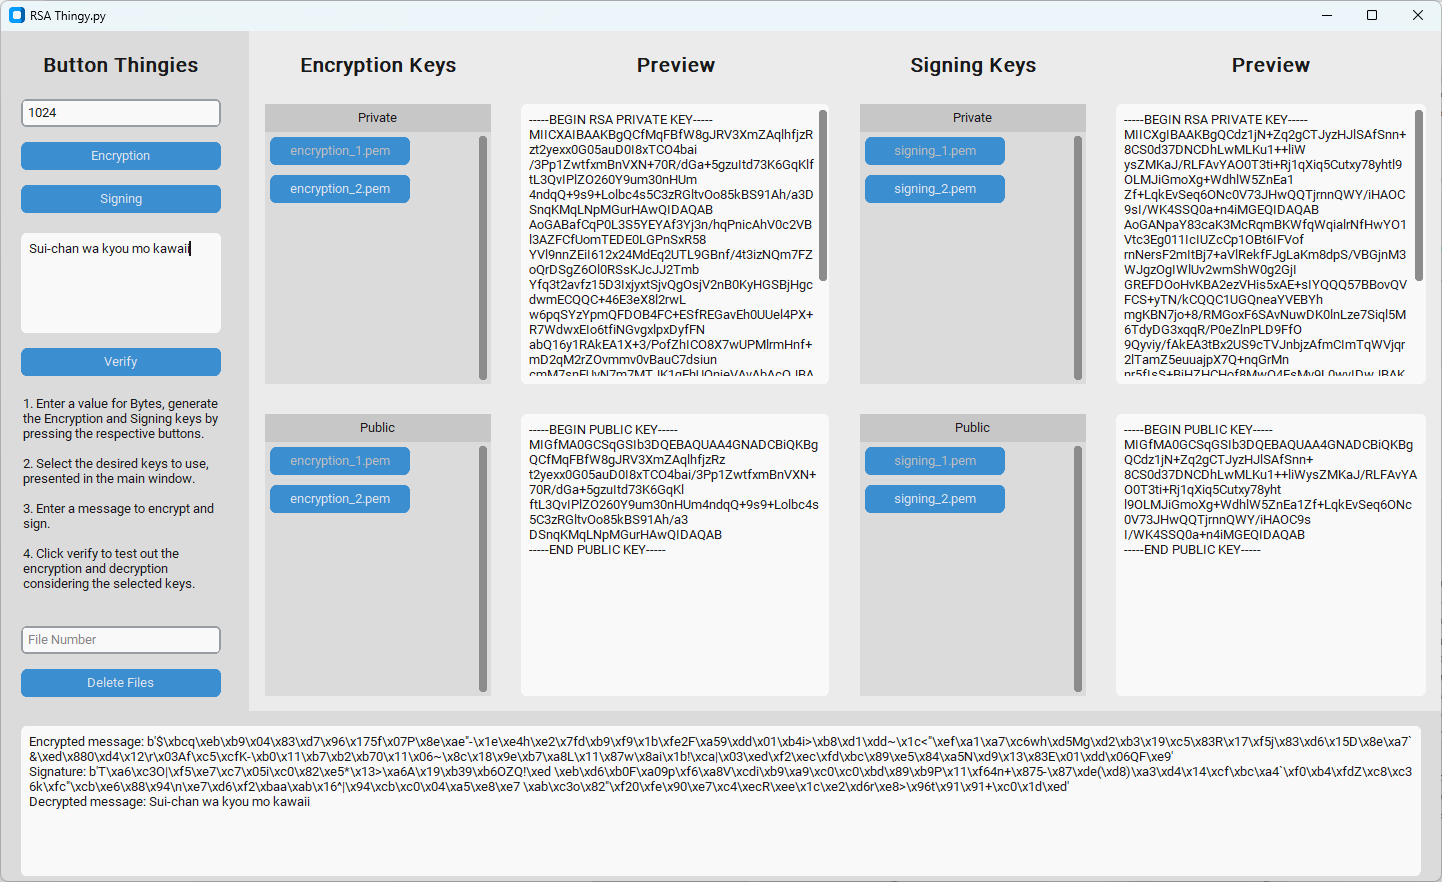 RSA Thingy.py
Button Thingies
1024
Encryption
Signing
Sui-chan wa kyou mo kawaii
Verify
1. Enter a value for Bytes, generate
the Encryption and Signing keys by
pressing the respective buttons.
2. Select the desired keys to use,
presented in the main window.
3. Enter a message to encrypt and
sign.
4. Click verify to test out the
encryption and decryption
considering the selected keys.
File Number
Delete Files
Encryption Keys
Private
encryption_1.pem
encryption_2.pem
Public
encryption_1.pem
encryption_2.pem
Preview
-----BEGIN RSA PRIVATE KEY-----
MIICXAIBAAKBgQCfMqFBfW8gJRV3XmZAqlhfjzR
zt2yexx0G05auD0I8xTCO4bai
/3Pp1ZwtfxmBnVXN+70R/dGa+5gzuItd73K6GqKlf
tL3QvIPlZO260Y9um30nHUm
4ndqQ+9s9+Lolbc4s5C3zRGltvOo85kBS91Ah/a3D
SnqKMqLNpMGurHAwQIDAQAB
AoGABafCqP0L3S5YEYAf3Yj3n/hqPnicAhV0c2VB
l3AZFCfUomTEDE0LGPnSxR58
YVl9nnZEiI612x24MdEq2UTL9GBnf/4t3izNQm7FZ
oQrDSgZ6Ol0RSsKJcJJ2Tmb
Yfq3t2avfz15D3IxjyxtSjvQgOsjV2nB0KyHGSBjHgc
dwmECQQC+46E3eX8l2rwL
w6pqSYzYpmQFDOB4FC+ESfREGavEh0UUel4PX+
R7WdwxEIo6tfiNGvgxlpxDyfFN
abQ16y1RAkEA1X+3/PofZhICO8X7wUPMlrmHnf+
mD2qM2rZOvmmv0vBauC7dsiun
-----BEGIN PUBLIC KEY-----
MIGfMA0GCSqGSIb3DQEBAQUAA4GNADCBiQKBg
QCfMqFBfW8gJRV3XmZAqlhfjzRz
t2yexx0G05auD0I8xTCO4bai/3Pp1ZwtfxmBnVXN+
70R/dGa+5gzuItd73K6GqKl
ftL3QvIPlZO260Y9um30nHUm4ndqQ+9s9+Lolbc4s
5C3zRGltvOo85kBS91Ah/a3
DSnqKMqLNpMGurHAwQIDAQAB
-----END PUBLIC KEY-----
Signing Keys
Private
signing_1.pem
signing_2.pem
Public
signing_1.pem
signing_2.pem
Preview
-----BEGIN RSA PRIVATE KEY-----
MIICXgIBAAKBgQCdz1jN+Zq2gCTJyzHJlSAfSnn+
8CS0d37DNCDhLwMLKu1++liW
ysZMKaJ/RLFAvYAO0T3ti+Rj1qXiq5Cutxy78yhtl9
OLMJiGmoXg+WdhlW5ZnEa1
Zf+LqkEvSeq6ONc0V73JHwQQTjrnnQWY/iHAOC
9sI/WK4SSQ0a+n4iMGEQIDAQAB
AoGANpaY83caK3McRqmBKWfqWqialrNfHwYO1
Vtc3Eg011IcIUZcCp1OBt6IFVof
rnNersF2mItBj7+aVlRekfFJgLaKm8dpS/VBGjnM3
WJgzOgIWlUv2wmShW0g2GjI
GREFDOoHvKBA2ezVHis5xAE+sIYQQQ57BBovQV
FCS+yTN/kCQQC1UGQneaYVEBYh
mgKBN7jo+8/RMGoxF6SAvNuwDK0lnLze7Siql5M
6TdyDG3xqqR/P0eZlnPLD9FfO
9Qyviy/fAkEA3tBx2US9cTVJnbjzAfmCImTqWVjqr
2lTamZ5euuajpX7Q+nqGrMn
-----BEGIN PUBLIC KEY-----
MIGfMA0GCSqGSIb3DQEBAQUAA4GNADCBiQKBg
QCdz1jN+Zq2gCTJyzHJlSAfSnn+
8CS0d37DNCDhLwMLKu1++liWysZMKaJ/RLFAvYA
O0T3ti+Rj1qXiq5Cutxy78yht
l9OLMJiGmoXg+WdhlW5ZnEa1Zf+LqkEvSeq6ONc
0V73JHwQQTjrnnQWY/iHAOC9s
I/WK4SSQ0a+n4iMGEQIDAQAB
-----END PUBLIC KEY-----
Encrypted message: b'$\xbcq\xeb\xb9\x04\x83\xd7\x96\x175f\x07P\x8e\xae"-\x1e\xe4h\xe2\x7fd\xb9\xf9\x1b\xfe2F\xa59\xdd\x01\xb4i>\xb8\xd1\xdd~\x1c<"\xef\xa1\xa7\xc6wh\xd5Mg\xd2\xb3\x19\xc5\x83R\x17\xf5j\x83\xd6\x15D\x8e\xa7`
&\xed\x880\xd4\x12\r\x03Af\xc5\xcfK-\xb0\x11\xb7\xb2\xb70\x11\x06~\x8c\x18\x9e\xb7\xa8L\x11\x87w\x8ai\x1b!\xca|\x03\xed\xf2\xec\xfd\xbc\x89\xe5\x84\xa5N\xd9\x13\x83E\x01\xdd\x06QF\xe9'
Signature: b'T\xa6\xc3O|\xf5\xe7\xc7\x05i\xc0\x82\xe5*\x13>\xa6A\x19\xb39\xb6OZQ!\xed \xeb\xd6\xb0F\xa09p\xf6\xa8V\xcdi\xb9\xa9\xc0\xc0\xbd\x89\xb9P\x11\xf64n+\x875-\x87\xde(\xd8)\xa3\xd4\x14\xcf\xbc\xa4`\xf0\xb4\xfdZ\xc8\xc3
6k\xfc"\xcb\xe6\x88\x94\n\xe7\xd6\xf2\xbaa\xab\x16^|\x94\xcb\xc0\x04\xa5\xe8\xe7 \xab\xc3o\x82"\xf20\xfe\x90\xe7\xc4\xecR\xee\x1c\xe2\xd6r\xe8>\x96t\x91\x91+\xc0\x1d\xed'
Decrypted message: Sui-chan wa kyou mo kawaii